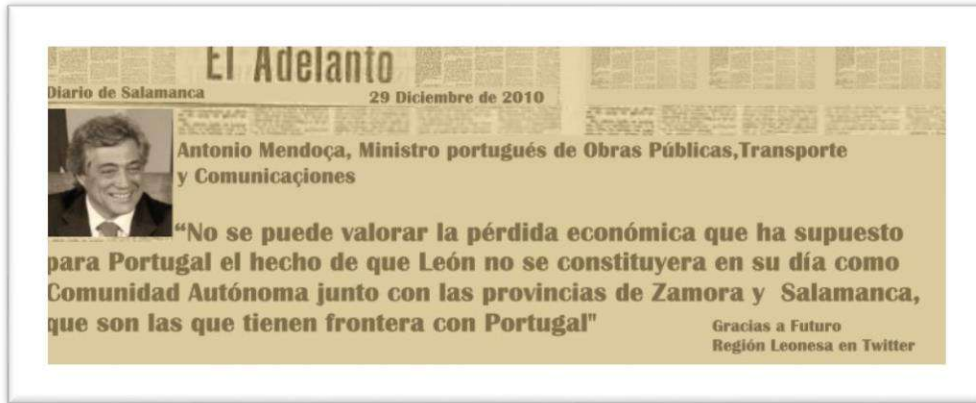 El Adelanto
Diario de Salamanca
29 Diciembre de 2010
Antonio Mendoça, Ministro portugués de Obras Públicas,Transporte
y Comunicaçiones
“No se puede valorar la pérdida económica que ha supuesto
para Portugal el hecho de que León no se constituyera en su día como
Comunidad Autónoma junto con las provincias de Zamora y Salamanca,
que son las que tienen frontera con Portugal"
Gracias a Futuro
Región Leonesa en Twitter